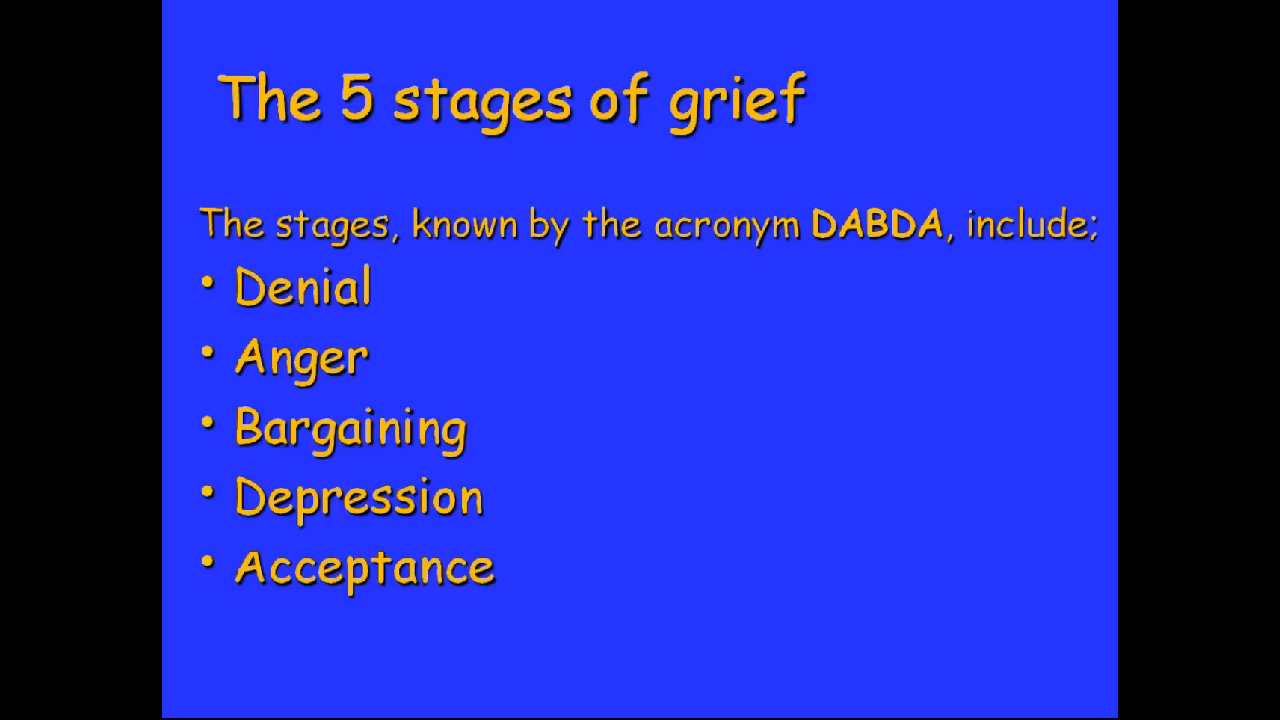 The 5 stages of grief
The stages, known by the acronym DABDA, include;
• Denial
• Anger
• Bargaining
• Depression
• Acceptance